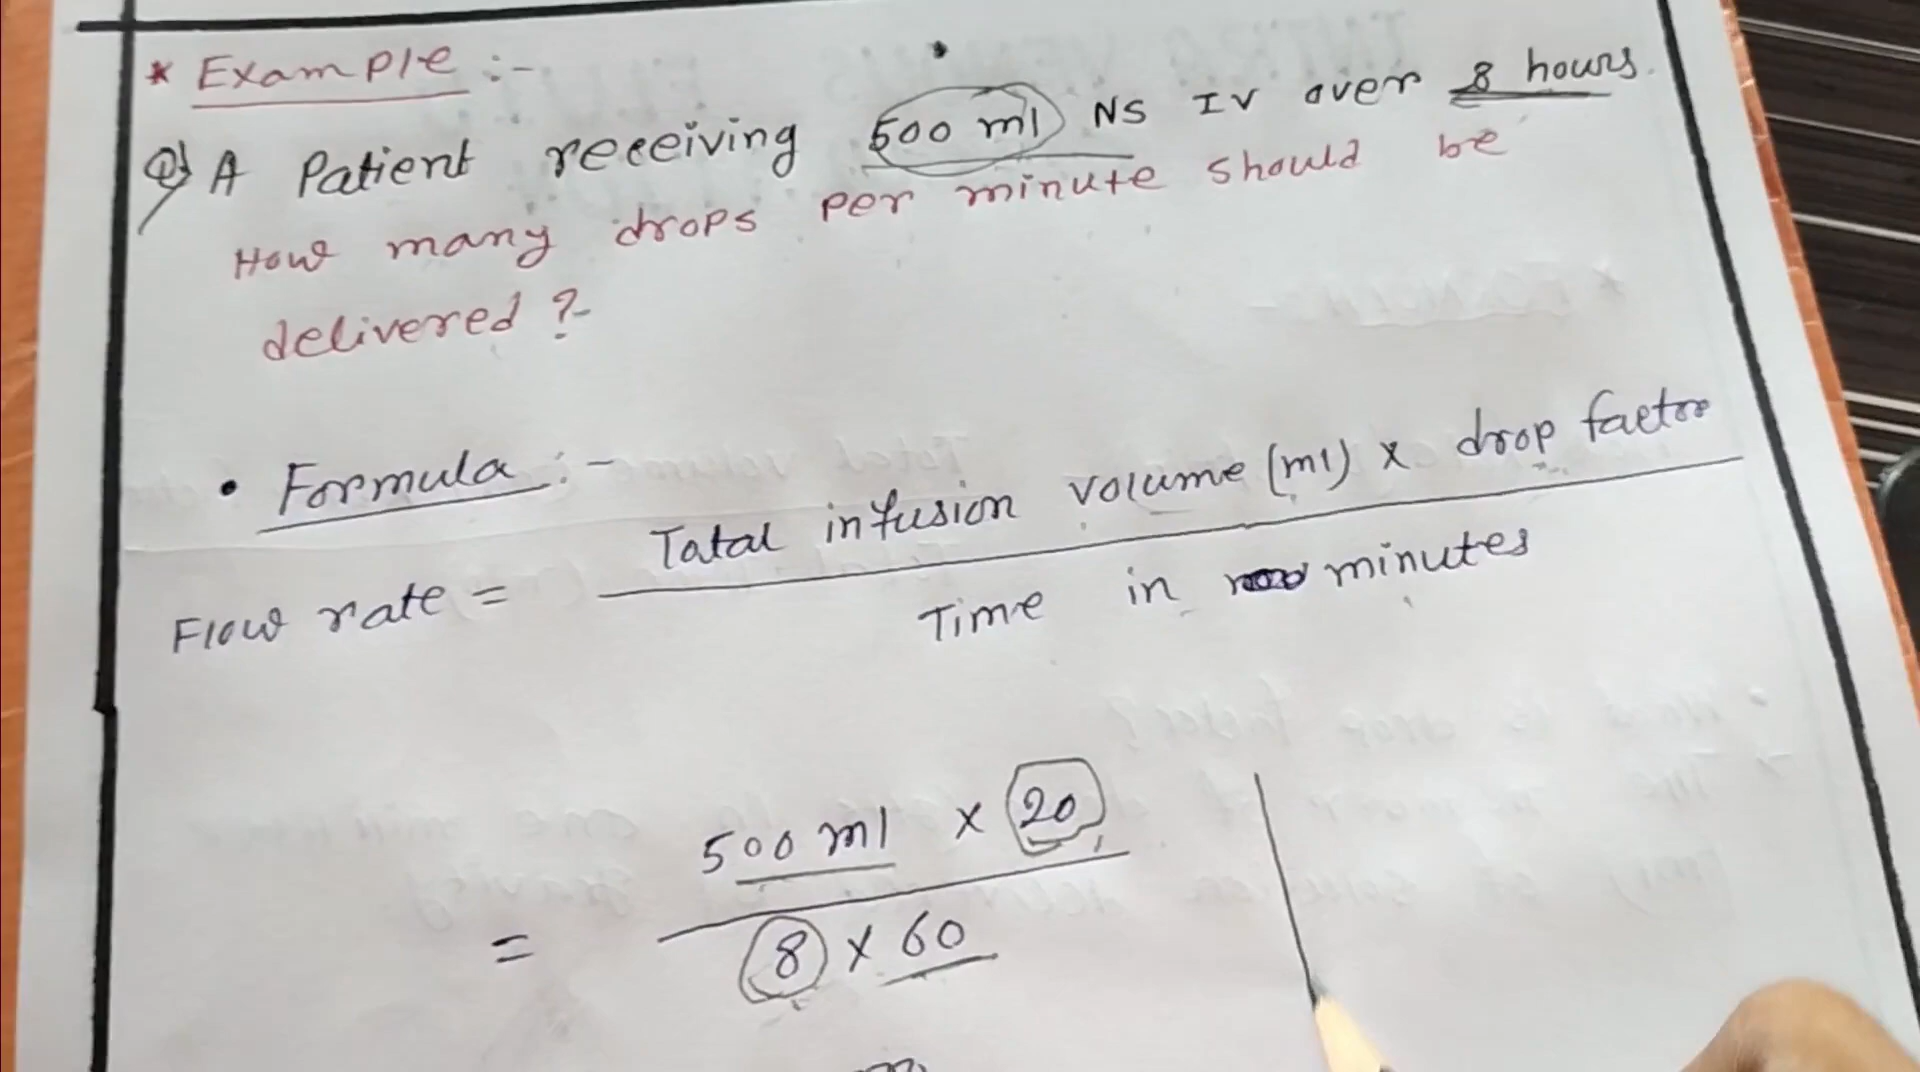 * Example :-
Q) A Patient receiving 500 ml NS IV over 8 hours.
How many drops per minute should be
delivered ?-
• Formula :-
Flow rate = Total infusion volume (ml) x drop factor
Time in minutes
500 ml x 20
=
8 x 60